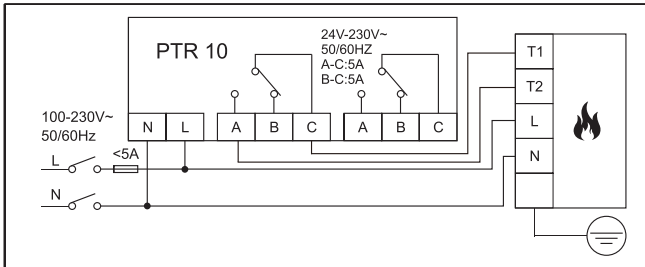 PTR 10
24V-230V~
50/60HZ
A-C:5A
B-C:5A
N L A B C A B C
100-230V~
50/60Hz
L <5A
N
T1
T2
L
N